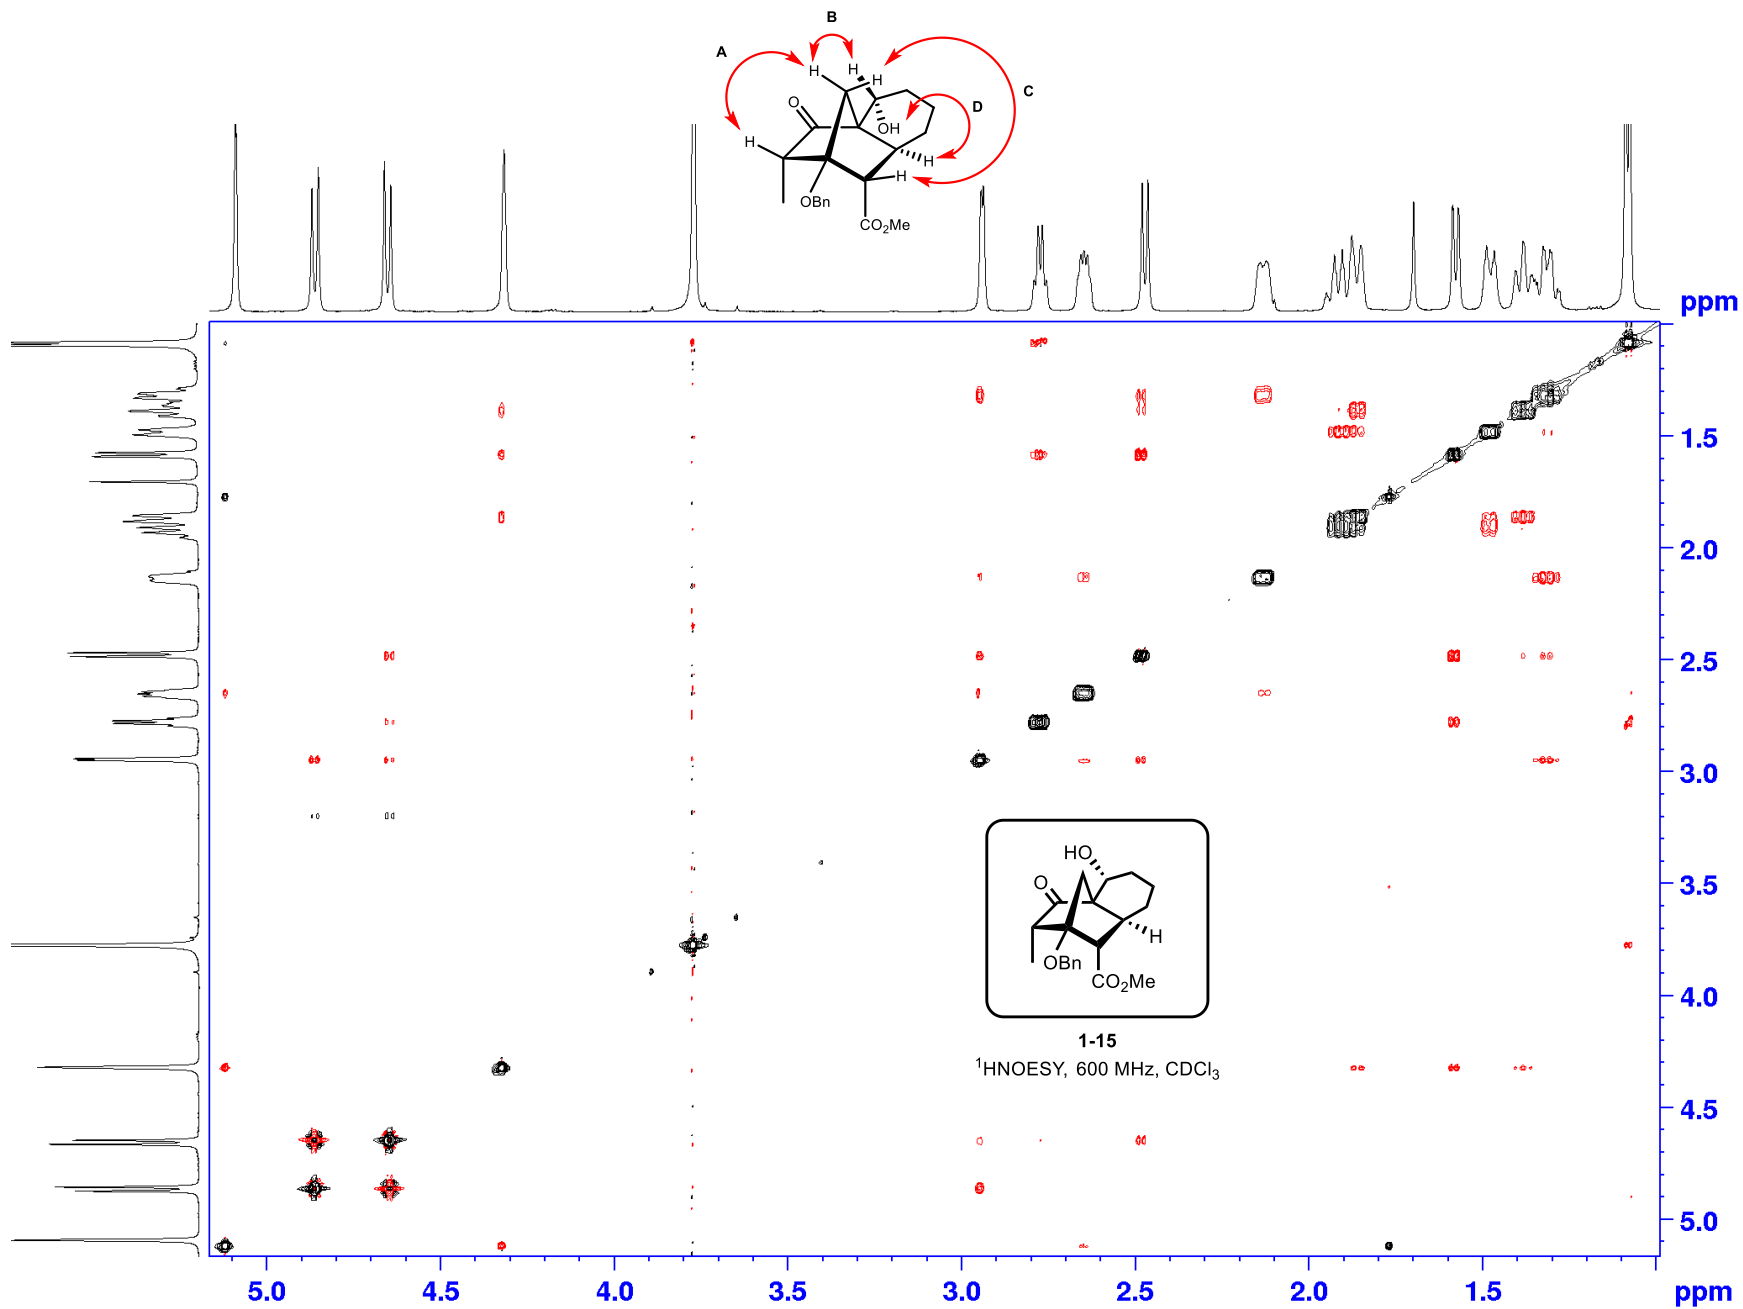 B
A
H
H
H
C
O
D
OH
H
H
H
OBn
CO2Me
ppm
1.5
2.0
2.5
3.0
3.5
4.0
4.5
5.0
HO
O
H
OBn
CO2Me
1-15
1HNOESY, 600 MHz, CDCl3
5.0 4.5 4.0 3.5 3.0 2.5 2.0 1.5 ppm